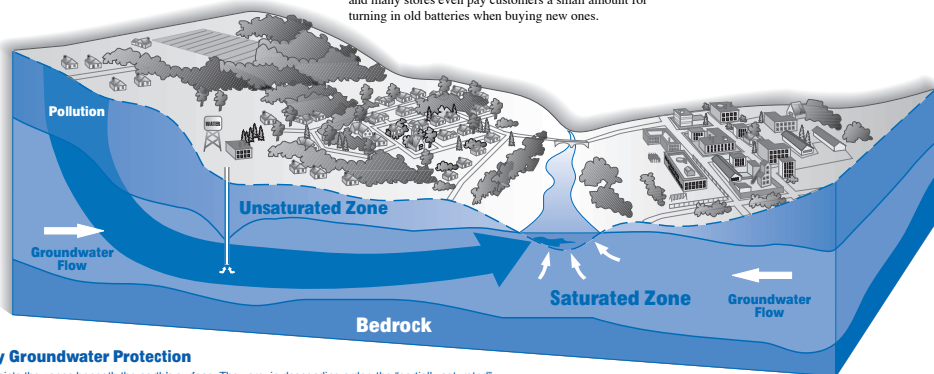 and many stores even pay customers a small amount for
turning in old batteries when buying new ones.
Pollution
WATER
Unsaturated Zone
Groundwater
Flow
Saturated Zone
Groundwater
Flow
Bedrock
Groundwater Protection